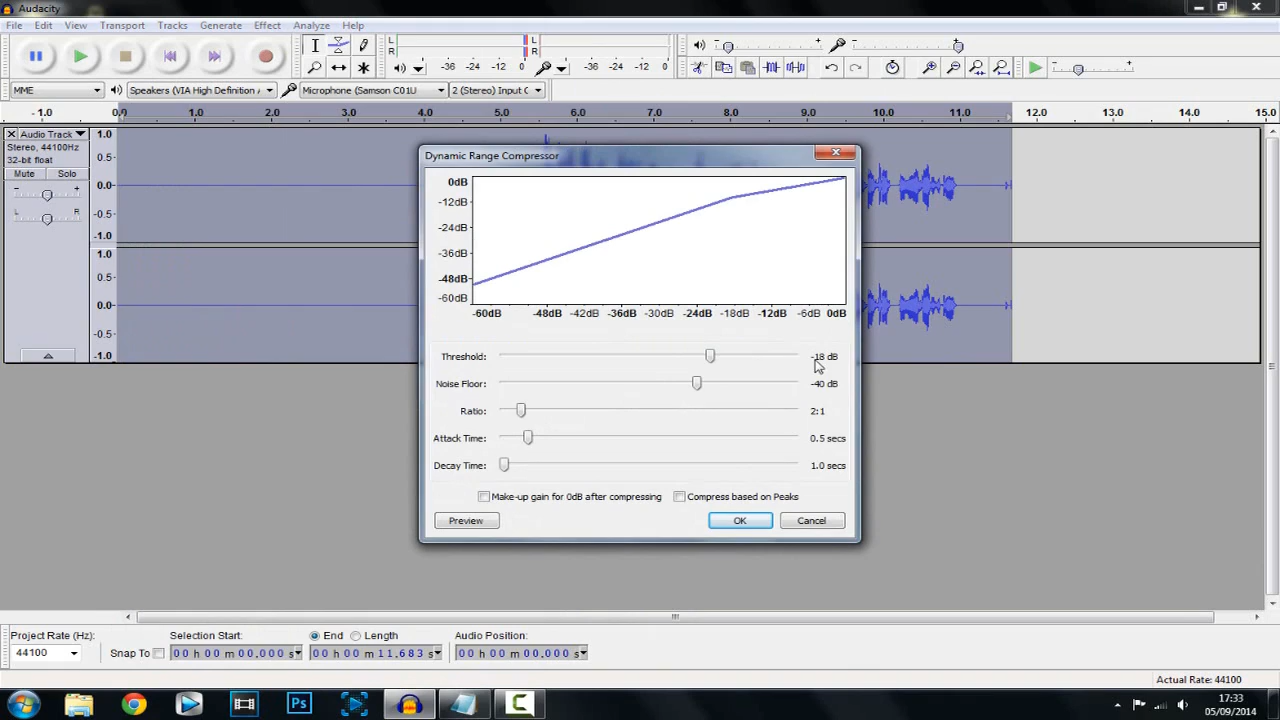 Audacity
File Edit View Transport Tracks Generate Effect Analyze Help
L R -36 -24 -12 0 L R -36 -24 -12 0
MME Speakers (VIA High Definition A Microphone (Samson C01U 2 (Stereo) Input C
- 1.0 0.0 1.0 2.0 3.0 4.0 5.0 6.0 7.0 8.0 9.0 10.0 11.0 12.0 13.0 14.0 15.0
Audio Track 1.0
Stereo, 44100Hz
32-bit float 0.5
Mute Solo
- + 0.0
L R -0.5
-1.0
1.0
0.5
0.0
-0.5
-1.0
Dynamic Range Compressor
0dB
-12dB
-24dB
-36dB
-48dB
-60dB
-60dB -48dB -42dB -36dB -30dB -24dB -18dB -12dB -6dB 0dB
Threshold: -18 dB
Noise Floor: -40 dB
Ratio: 2:1
Attack Time: 0.5 secs
Decay Time: 1.0 secs
Make-up gain for 0dB after compressing Compress based on Peaks
Preview OK Cancel
Project Rate (Hz): Selection Start: End Length Audio Position:
44100 Snap To 00 h 00 m 00.000 s 00 h 00 m 11.683 s 00 h 00 m 00.000 s
Actual Rate: 44100
Ps C
17:33
05/09/2014